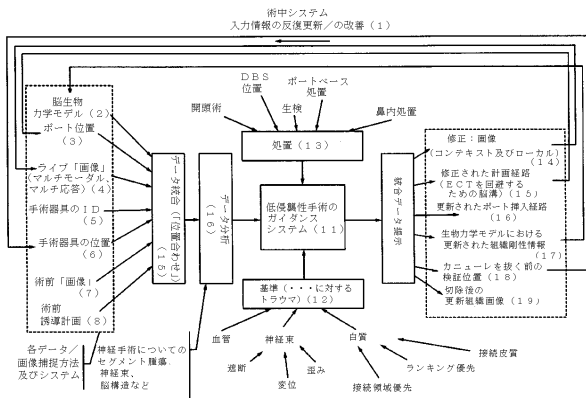 術中システム
入力情報の反復更新/の改善(1)
脳生物
力学モデル(2)
ポート位置
(3)
ライブ「画像」
(マルチモーダル、
マルチ応答)(4)
手術器具のID
(5)
手術器具の位置
(6)
術前「画像」
(7)
術前
誘導計画(8)
各データ/
画像捕捉方法
及びシステム
データ統合(「位置合わせ」)
(15)
データ分析
(16)
神経手術についての
セグメント腫瘍、
神経束、
脳構造など
開頭術
DBS
位置
生検
ポートベース
処置
鼻内処置
処置(13)
低侵襲性手術の
ガイダンス
システム(11)
基準(・・・に対する
トラウマ)(12)
血管
神経束
白質
遮断
変位
歪み
接続皮質
ランキング優先
接続領域優先
統合データ提示
修正:画像
(コンテキスト及びローカル)
(14)
修正された計画経路
(ECTを回避する
ための脳溝)(15)
更新されたポート挿入経路
(16)
生物力学モデルにおける
更新された組織剛性情報
(17)
カニューレを抜く前の
検証位置(18)
切除後の
更新組織画像(19)